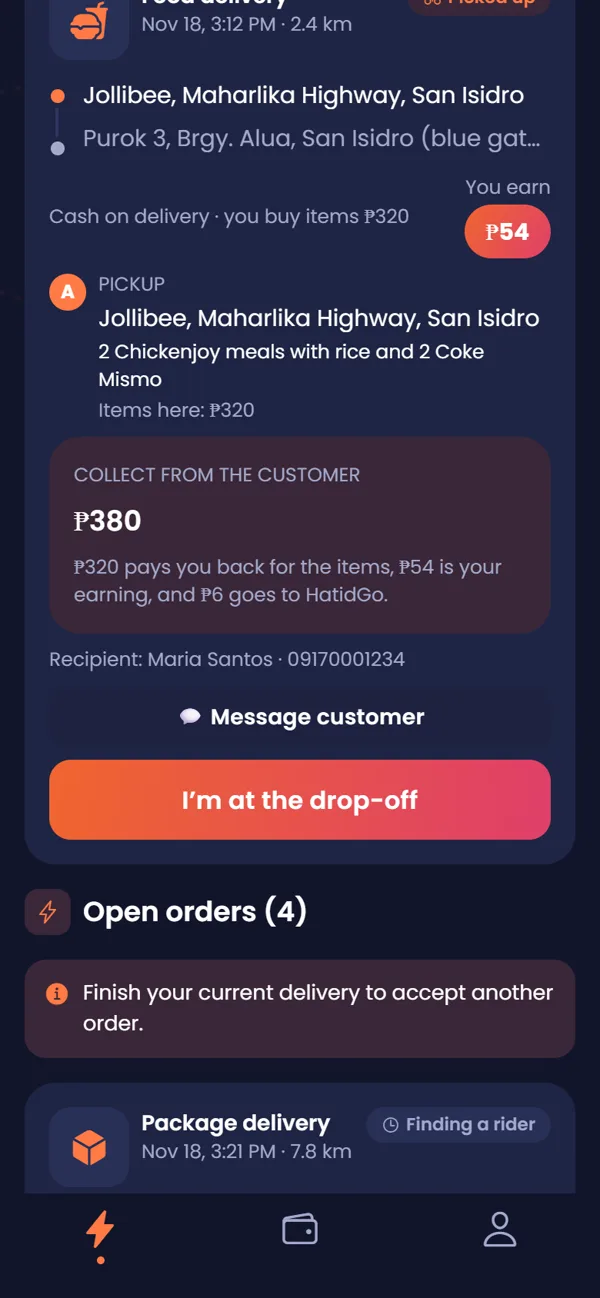 Food delivery
Picked up
Nov 18, 3:12 PM · 2.4 km
Jollibee, Maharlika Highway, San Isidro
Purok 3, Brgy. Alua, San Isidro (blue gat...
You earn
Cash on delivery · you buy items ₱320
₱54
A
PICKUP
Jollibee, Maharlika Highway, San Isidro
2 Chickenjoy meals with rice and 2 Coke
Mismo
Items here: ₱320
COLLECT FROM THE CUSTOMER
₱380
₱320 pays you back for the items, ₱54 is your
earning, and ₱6 goes to HatidGo.
Recipient: Maria Santos · 09170001234
Message customer
I'm at the drop-off
Open orders (4)
Finish your current delivery to accept another
order.
Package delivery
Finding a rider
Nov 18, 3:21 PM · 7.8 km